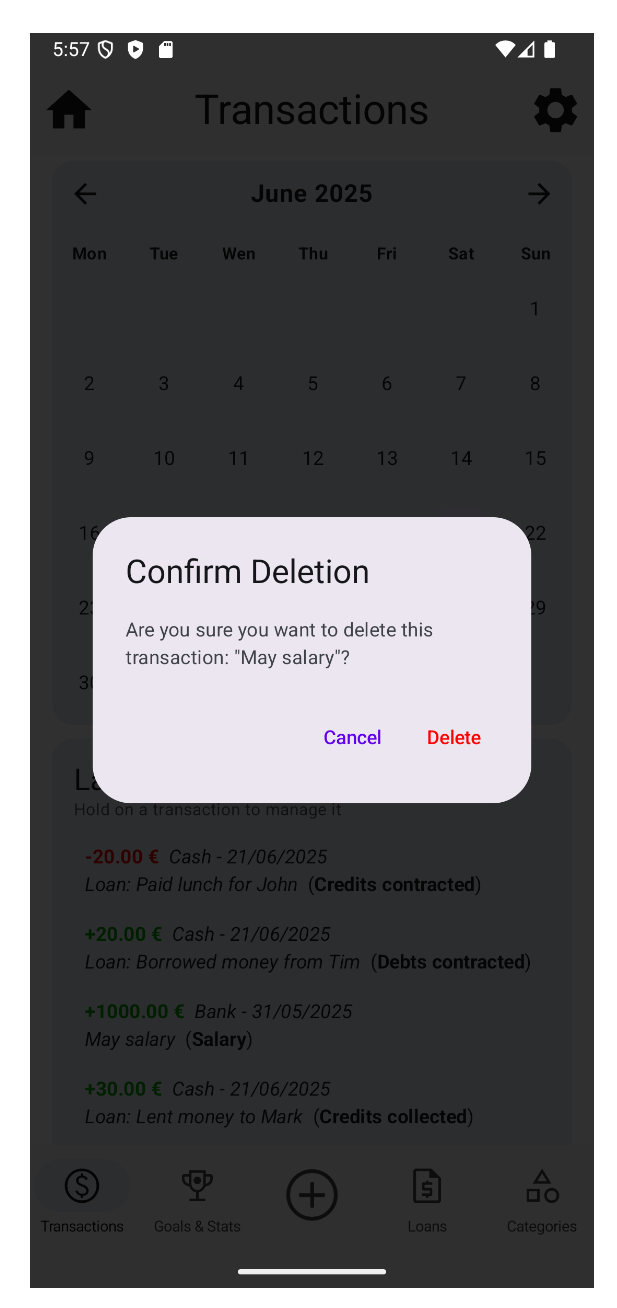 5:57
Transactions
June 2025
Mon Tue Wen Thu Fri Sat Sun
1
2 3 4 5 6 7 8
9 10 11 12 13 14 15
16 22
29
30
Confirm Deletion
Are you sure you want to delete this
transaction: "May salary"?
Cancel Delete
Hold on a transaction to manage it
-20.00 € Cash - 21/06/2025
Loan: Paid lunch for John (Credits contracted)
+20.00 € Cash - 21/06/2025
Loan: Borrowed money from Tim (Debts contracted)
+1000.00 € Bank - 31/05/2025
May salary (Salary)
+30.00 € Cash - 21/06/2025
Loan: Lent money to Mark (Credits collected)
Transactions Goals & Stats Loans Categories